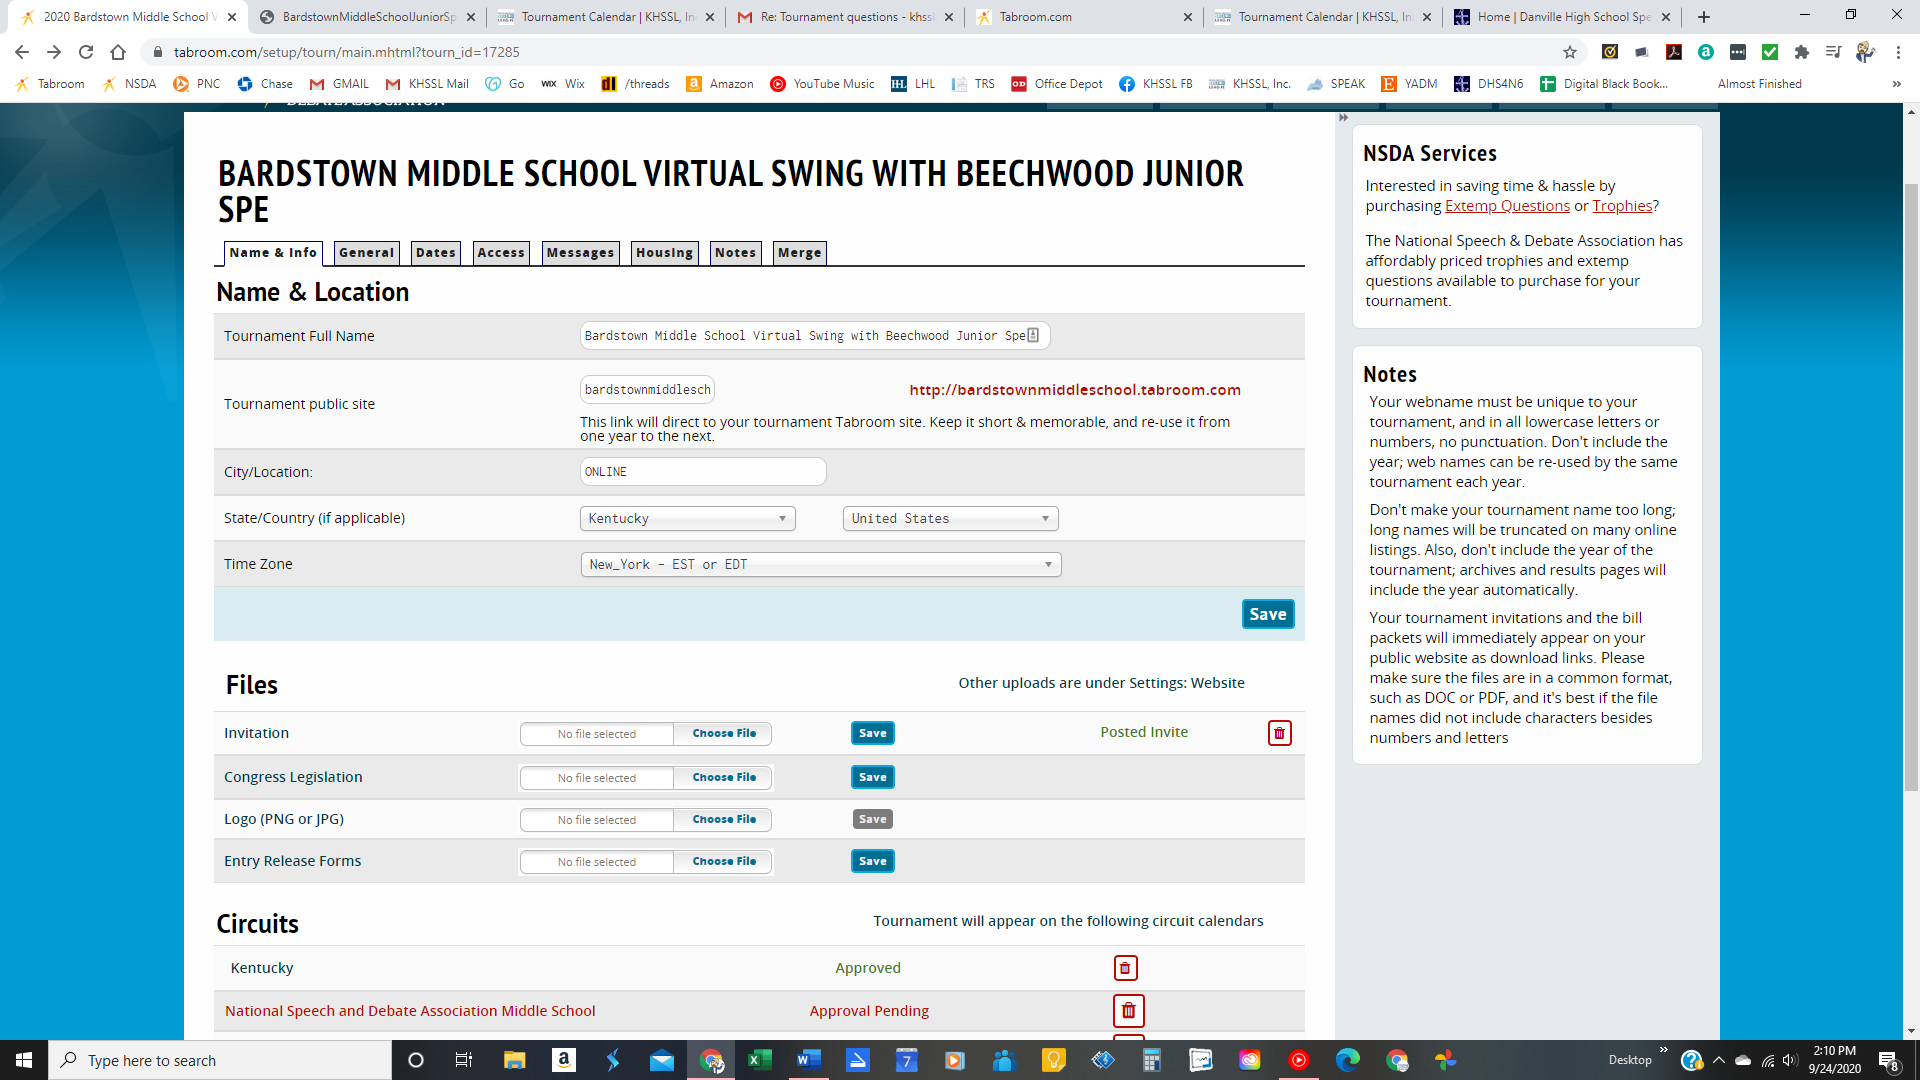 2020 Bardstown Middle School V
BardstownMiddleSchoolJuniorSp
Tournament Calendar | KHSSL, In
Re: Tournament questions - khss
Tabroom.com
Tournament Calendar | KHSSL, In
Home | Danville High School Spe
tabroom.com/setup/tourn/main.mhtml?tourn_id=17285
Tabroom
NSDA
PNC
Chase
GMAIL
KHSSL Mail
Go
WIX Wix
/threads
Amazon
YouTube Music
LHL
TRS
Office Depot
KHSSL FB
KHSSL, Inc.
SPEAK
YADM
DHS4N6
Digital Black Book...
Almost Finished
DEBATE ASSOCIATION
BARDSTOWN MIDDLE SCHOOL VIRTUAL SWING WITH BEECHWOOD JUNIOR
SPE
Name & Info
General
Dates
Access
Messages
Housing
Notes
Merge
Name & Location
Tournament Full Name
Bardstown Middle School Virtual Swing with Beechwood Junior Spe
Tournament public site
bardstownmiddlesch
http://bardstownmiddleschool.tabroom.com
This link will direct to your tournament Tabroom site. Keep it short & memorable, and re-use it from
one year to the next.
City/Location:
ONLINE
State/Country (if applicable)
Kentucky
United States
Time Zone
New_York - EST or EDT
Save
Files
Other uploads are under Settings: Website
Invitation
No file selected
Choose File
Save
Posted Invite
Congress Legislation
No file selected
Choose File
Save
Logo (PNG or JPG)
No file selected
Choose File
Save
Entry Release Forms
No file selected
Choose File
Save
Circuits
Tournament will appear on the following circuit calendars
Kentucky
Approved
National Speech and Debate Association Middle School
Approval Pending
NSDA Services
Interested in saving time & hassle by
purchasing Extemp Questions or Trophies?
The National Speech & Debate Association has
affordably priced trophies and extemp
questions available to purchase for your
tournament.
Notes
Your webname must be unique to your
tournament, and in all lowercase letters or
numbers, no punctuation. Don't include the
year; web names can be re-used by the same
tournament each year.
Don't make your tournament name too long;
long names will be truncated on many online
listings. Also, don't include the year of the
tournament; archives and results pages will
include the year automatically.
Your tournament invitations and the bill
packets will immediately appear on your
public website as download links. Please
make sure the files are in a common format,
such as DOC or PDF, and it's best if the file
names did not include characters besides
numbers and letters
Type here to search
Desktop
2:10 PM
9/24/2020
8